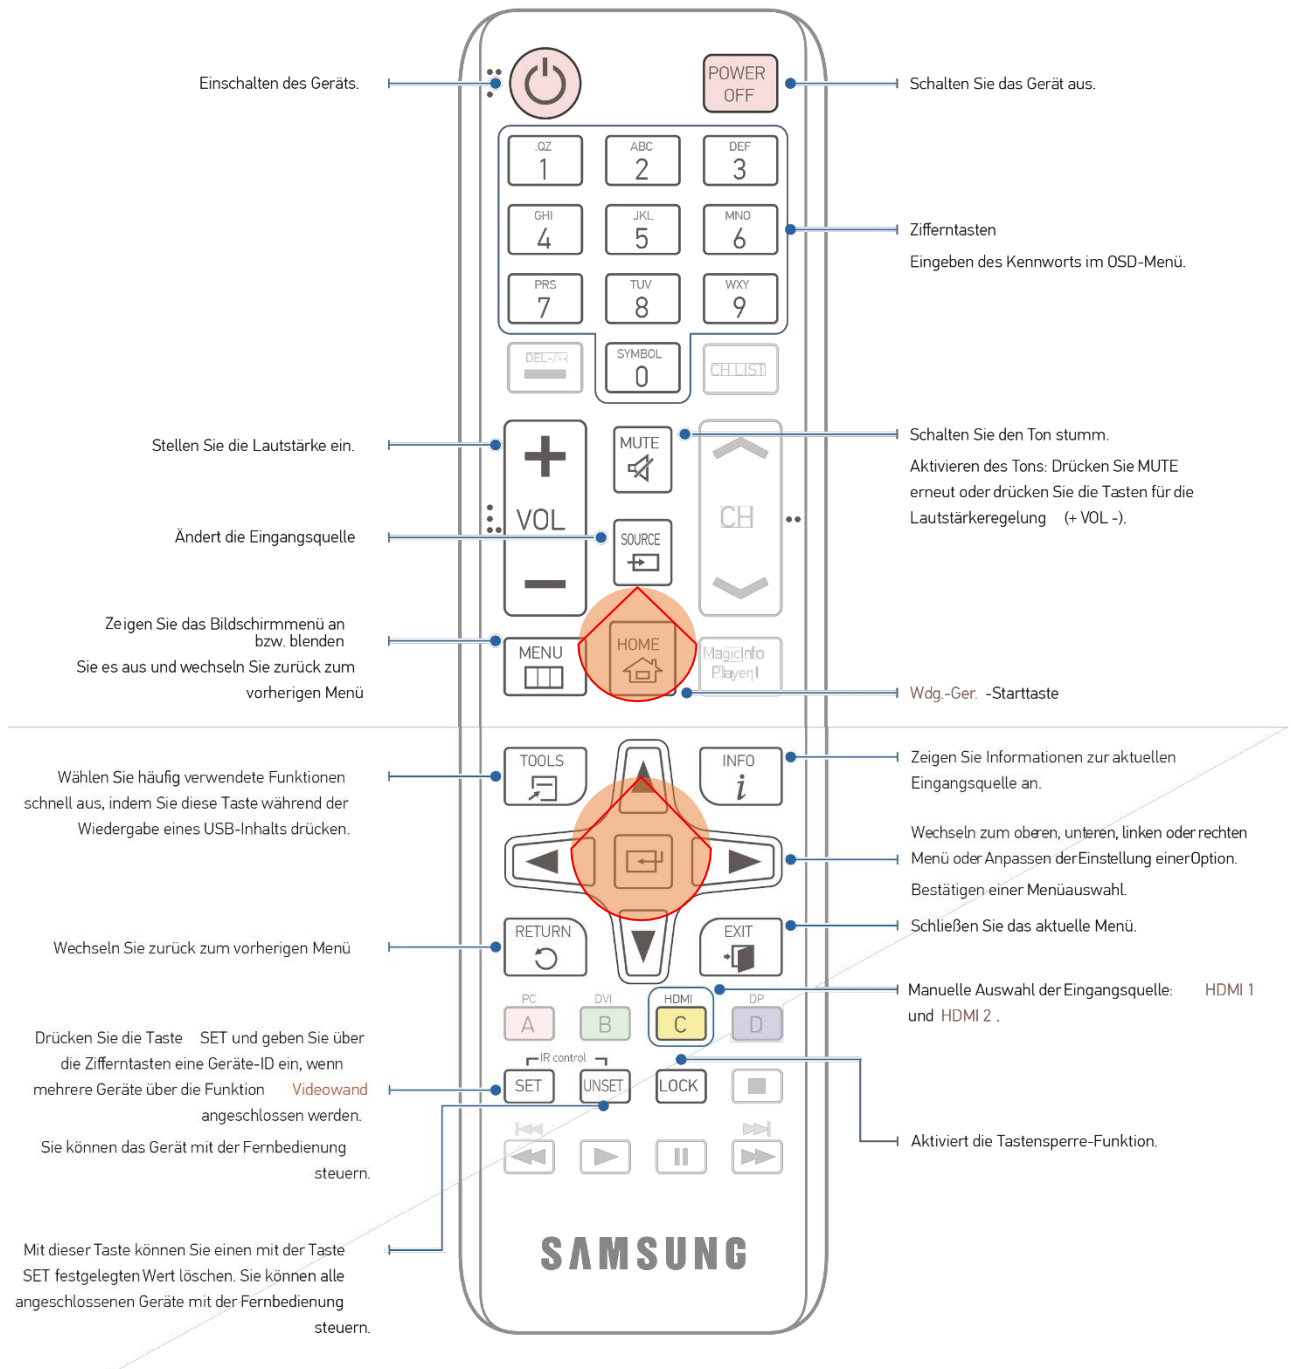 Einschalten des Geräts.
POWER
OFF
Schalten Sie das Gerät aus.
.QZ
1
ABC
2
DEF
3
GHI
4
JKL
5
MNO
6
Zifferntasten
Eingeben des Kennworts im OSD-Menü.
PRS
7
TUV
8
WXY
9
DEL-/--
SYMBOL
0
CH LIST
Stellen Sie die Lautstärke ein.
VOL
MUTE
CH
Schalten Sie den Ton stumm.
Aktivieren des Tons: Drücken Sie MUTE
erneut oder drücken Sie die Tasten für die
Lautstärkeregelung (+ VOL -).
Ändert die Eingangsquelle
SOURCE
Zeigen Sie das Bildschirmmenü an
bzw. blenden
Sie es aus und wechseln Sie zurück zum
vorherigen Menü
MENU
HOME
MagicInfo
Player I
Wdg.-Ger. -Starttaste
Wählen Sie häufig verwendete Funktionen
schnell aus, indem Sie diese Taste während der
Wiedergabe eines USB-Inhalts drücken.
TOOLS
INFO
i
Zeigen Sie Informationen zur aktuellen
Eingangsquelle an.
Wechseln zum oberen, unteren, linken oder rechten
Menü oder Anpassen der Einstellung einer Option.
Bestätigen einer Menüauswahl.
Wechseln Sie zurück zum vorherigen Menü
RETURN
EXIT
Schließen Sie das aktuelle Menü.
PC
A
DVI
B
HDMI
C
DP
D
Manuelle Auswahl der Eingangsquelle: HDMI 1
und HDMI 2 .
Drücken Sie die Taste SET und geben Sie über
die Zifferntasten eine Geräte-ID ein, wenn
mehrere Geräte über die Funktion Videowand
angeschlossen werden.
Sie können das Gerät mit der Fernbedienung
steuern.
IR control
SET
UNSET
LOCK
Aktiviert die Tastensperre-Funktion.
Mit dieser Taste können Sie einen mit der Taste
SET festgelegten Wert löschen. Sie können alle
angeschlossenen Geräte mit der Fernbedienung
steuern.
SAMSUNG